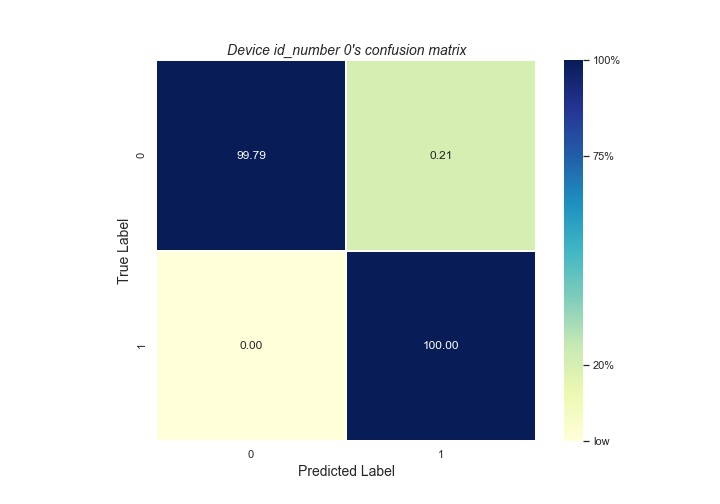 Device id_number 0's confusion matrix
100%
99.79
0.21
75%
0
True Label
0.00
100.00
1
20%
low
0
1
Predicted Label